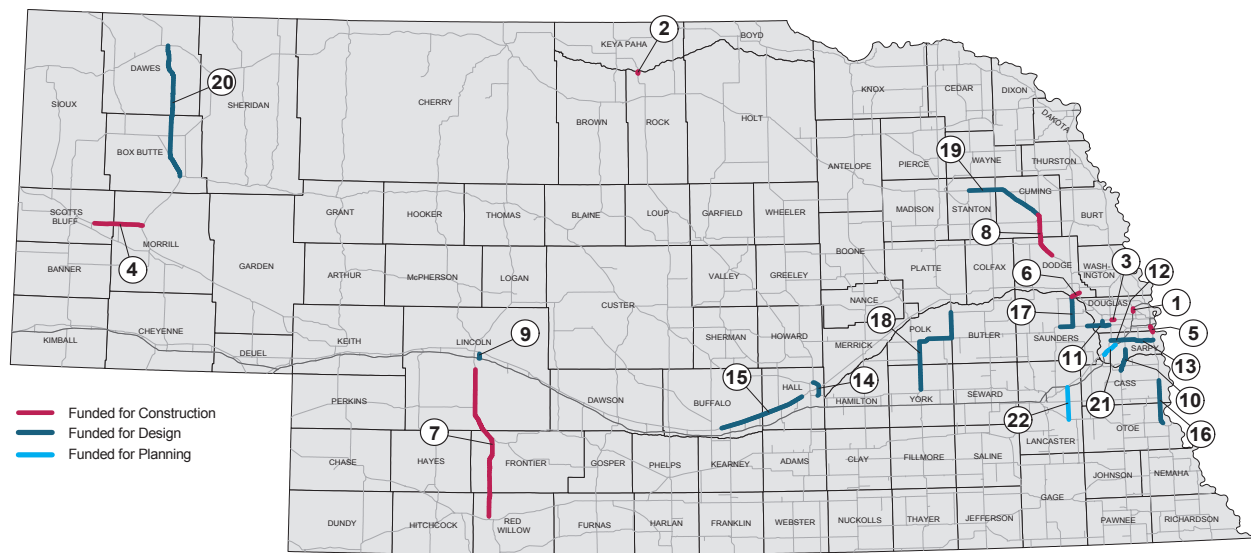 2
BOYD
KEYA PAHA
DAWES
20
SIOUX
SHERIDAN
CHERRY
BROWN
ROCK
HOLT
KNOX
CEDAR
DIXON
DAKOTA
BOX BUTTE
ANTELOPE
PIERCE
19
WAYNE
THURSTON
SCOTTS
BLUFF
MORRILL
4
GARDEN
GRANT
HOOKER
THOMAS
BLAINE
LOUP
GARFIELD
WHEELER
MADISON
STANTON
CUMING
BURT
8
BANNER
ARTHUR
McPHERSON
LOGAN
CUSTER
VALLEY
GREELEY
BOONE
PLATTE
COLFAX
DODGE
WASH-
INGTON
3
12
6
NANCE
DOUGLAS
1
KIMBALL
CHEYENNE
DEUEL
KEITH
LINCOLN
9
SHERMAN
HOWARD
MERRICK
18
POLK
BUTLER
17
SAUNDERS
5
11
SARPY
13
PERKINS
DAWSON
BUFFALO
15
HALL
14
HAMILTON
YORK
SEWARD
22
21
CASS
10
16
LANCASTER
OTOE
Funded for Construction
Funded for Design
Funded for Planning
7
CHASE
HAYES
FRONTIER
GOSPER
PHELPS
KEARNEY
ADAMS
CLAY
FILLMORE
SALINE
GAGE
JOHNSON
NEMAHA
DUNDY
HITCHCOCK
RED
WILLOW
FURNAS
HARLAN
FRANKLIN
WEBSTER
NUCKOLLS
THAYER
JEFFERSON
PAWNEE
RICHARDSON